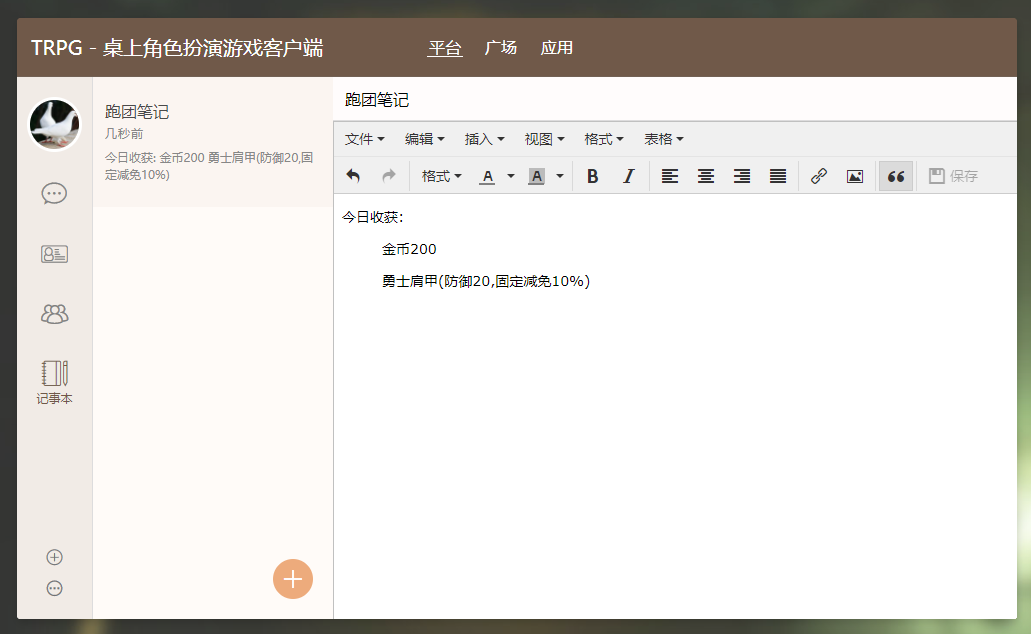 TRPG - 桌上角色扮演游戏客户端
平台 广场 应用
跑团笔记
几秒前
今日收获: 金币200 勇士肩甲(防御20,固
定减免10%)
记事本
跑团笔记
文件 编辑 插入 视图 格式 表格
格式 A A B I 保存
今日收获:
金币200
勇士肩甲(防御20,固定减免10%)